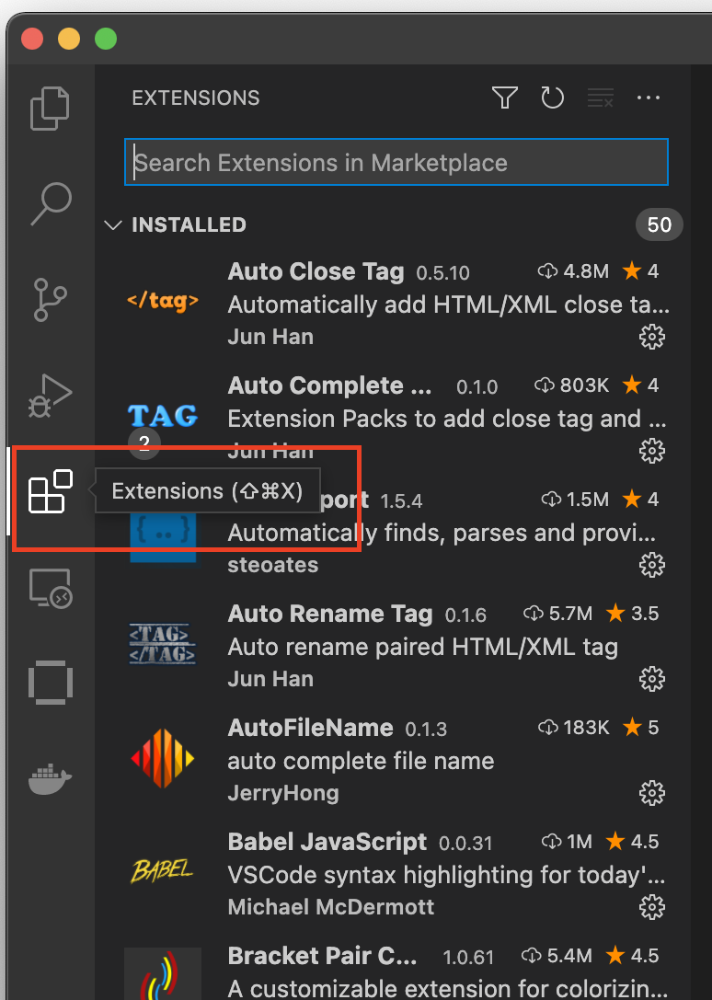 EXTENSIONS
Search Extensions in Marketplace
INSTALLED 50
Auto Close Tag 0.5.10 4.8M 4
</tag>
Automatically add HTML/XML close ta...
Jun Han
Auto Complete ... 0.1.0 803K 4
TAG
Extension Packs to add close tag and ...
2
Jun Han
Extensions (⇧⌘X)
port 1.5.4 1.5M 4
{..}
Automatically finds, parses and provi...
steoates
Auto Rename Tag 0.1.6 5.7M 3.5
<TAG>
</TAG>
Auto rename paired HTML/XML tag
Jun Han
AutoFileName 0.1.3 183K 5
auto complete file name
JerryHong
Babel JavaScript 0.0.31 1M 4.5
BABEL
VSCode syntax highlighting for today'...
Michael McDermott
Bracket Pair C... 1.0.61 5.4M 4.5
A customizable extension for colorizin...